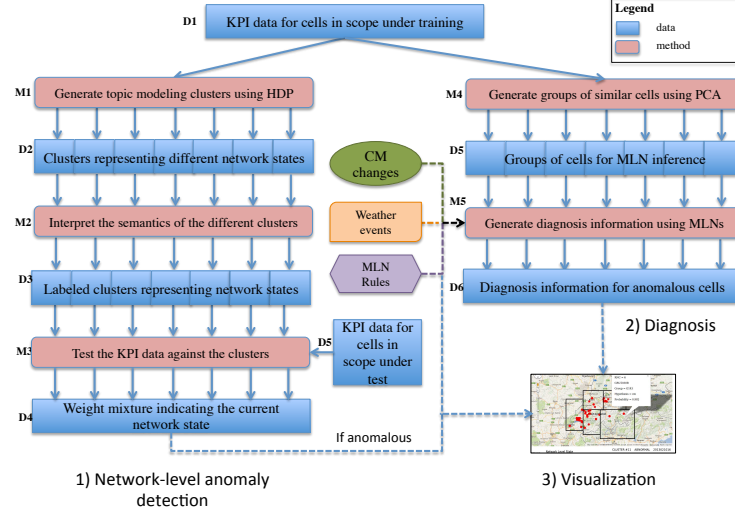 Legend
data
method
D1
KPI data for cells in scope under training
M1
Generate topic modeling clusters using HDP
D2
Clusters representing different network states
M2
Interpret the semantics of the different clusters
D3
Labeled clusters representing network states
M3
Test the KPI data against the clusters
D5
KPI data for
cells in
scope under
test
D4
Weight mixture indicating the current
network state
If anomalous
1) Network-level anomaly
detection
CM
changes
Weather
events
MLN
Rules
M4
Generate groups of similar cells using PCA
D5
Groups of cells for MLN inference
M5
Generate diagnosis information using MLNs
D6
Diagnosis information for anomalous cells
2) Diagnosis
3) Visualization